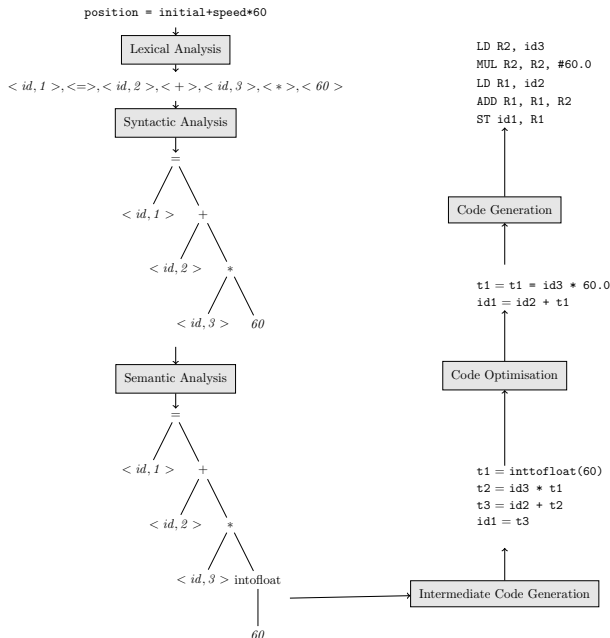 position = initial+speed*60
Lexical Analysis
< id, 1 >,<=>,< id, 2 >,< + >,< id, 3 >,< * >,< 60 >
Syntactic Analysis
=
< id, 1 > +
< id, 2 > *
< id, 3 > 60
Semantic Analysis
=
< id, 1 > +
< id, 2 > *
< id, 3 > intofloat
60
Intermediate Code Generation
t1 = inttofloat(60)
t2 = id3 * t1
t3 = id2 + t2
id1 = t3
Code Optimisation
t1 = t1 = id3 * 60.0
id1 = id2 + t1
Code Generation
LD R2, id3
MUL R2, R2, #60.0
LD R1, id2
ADD R1, R1, R2
ST id1, R1